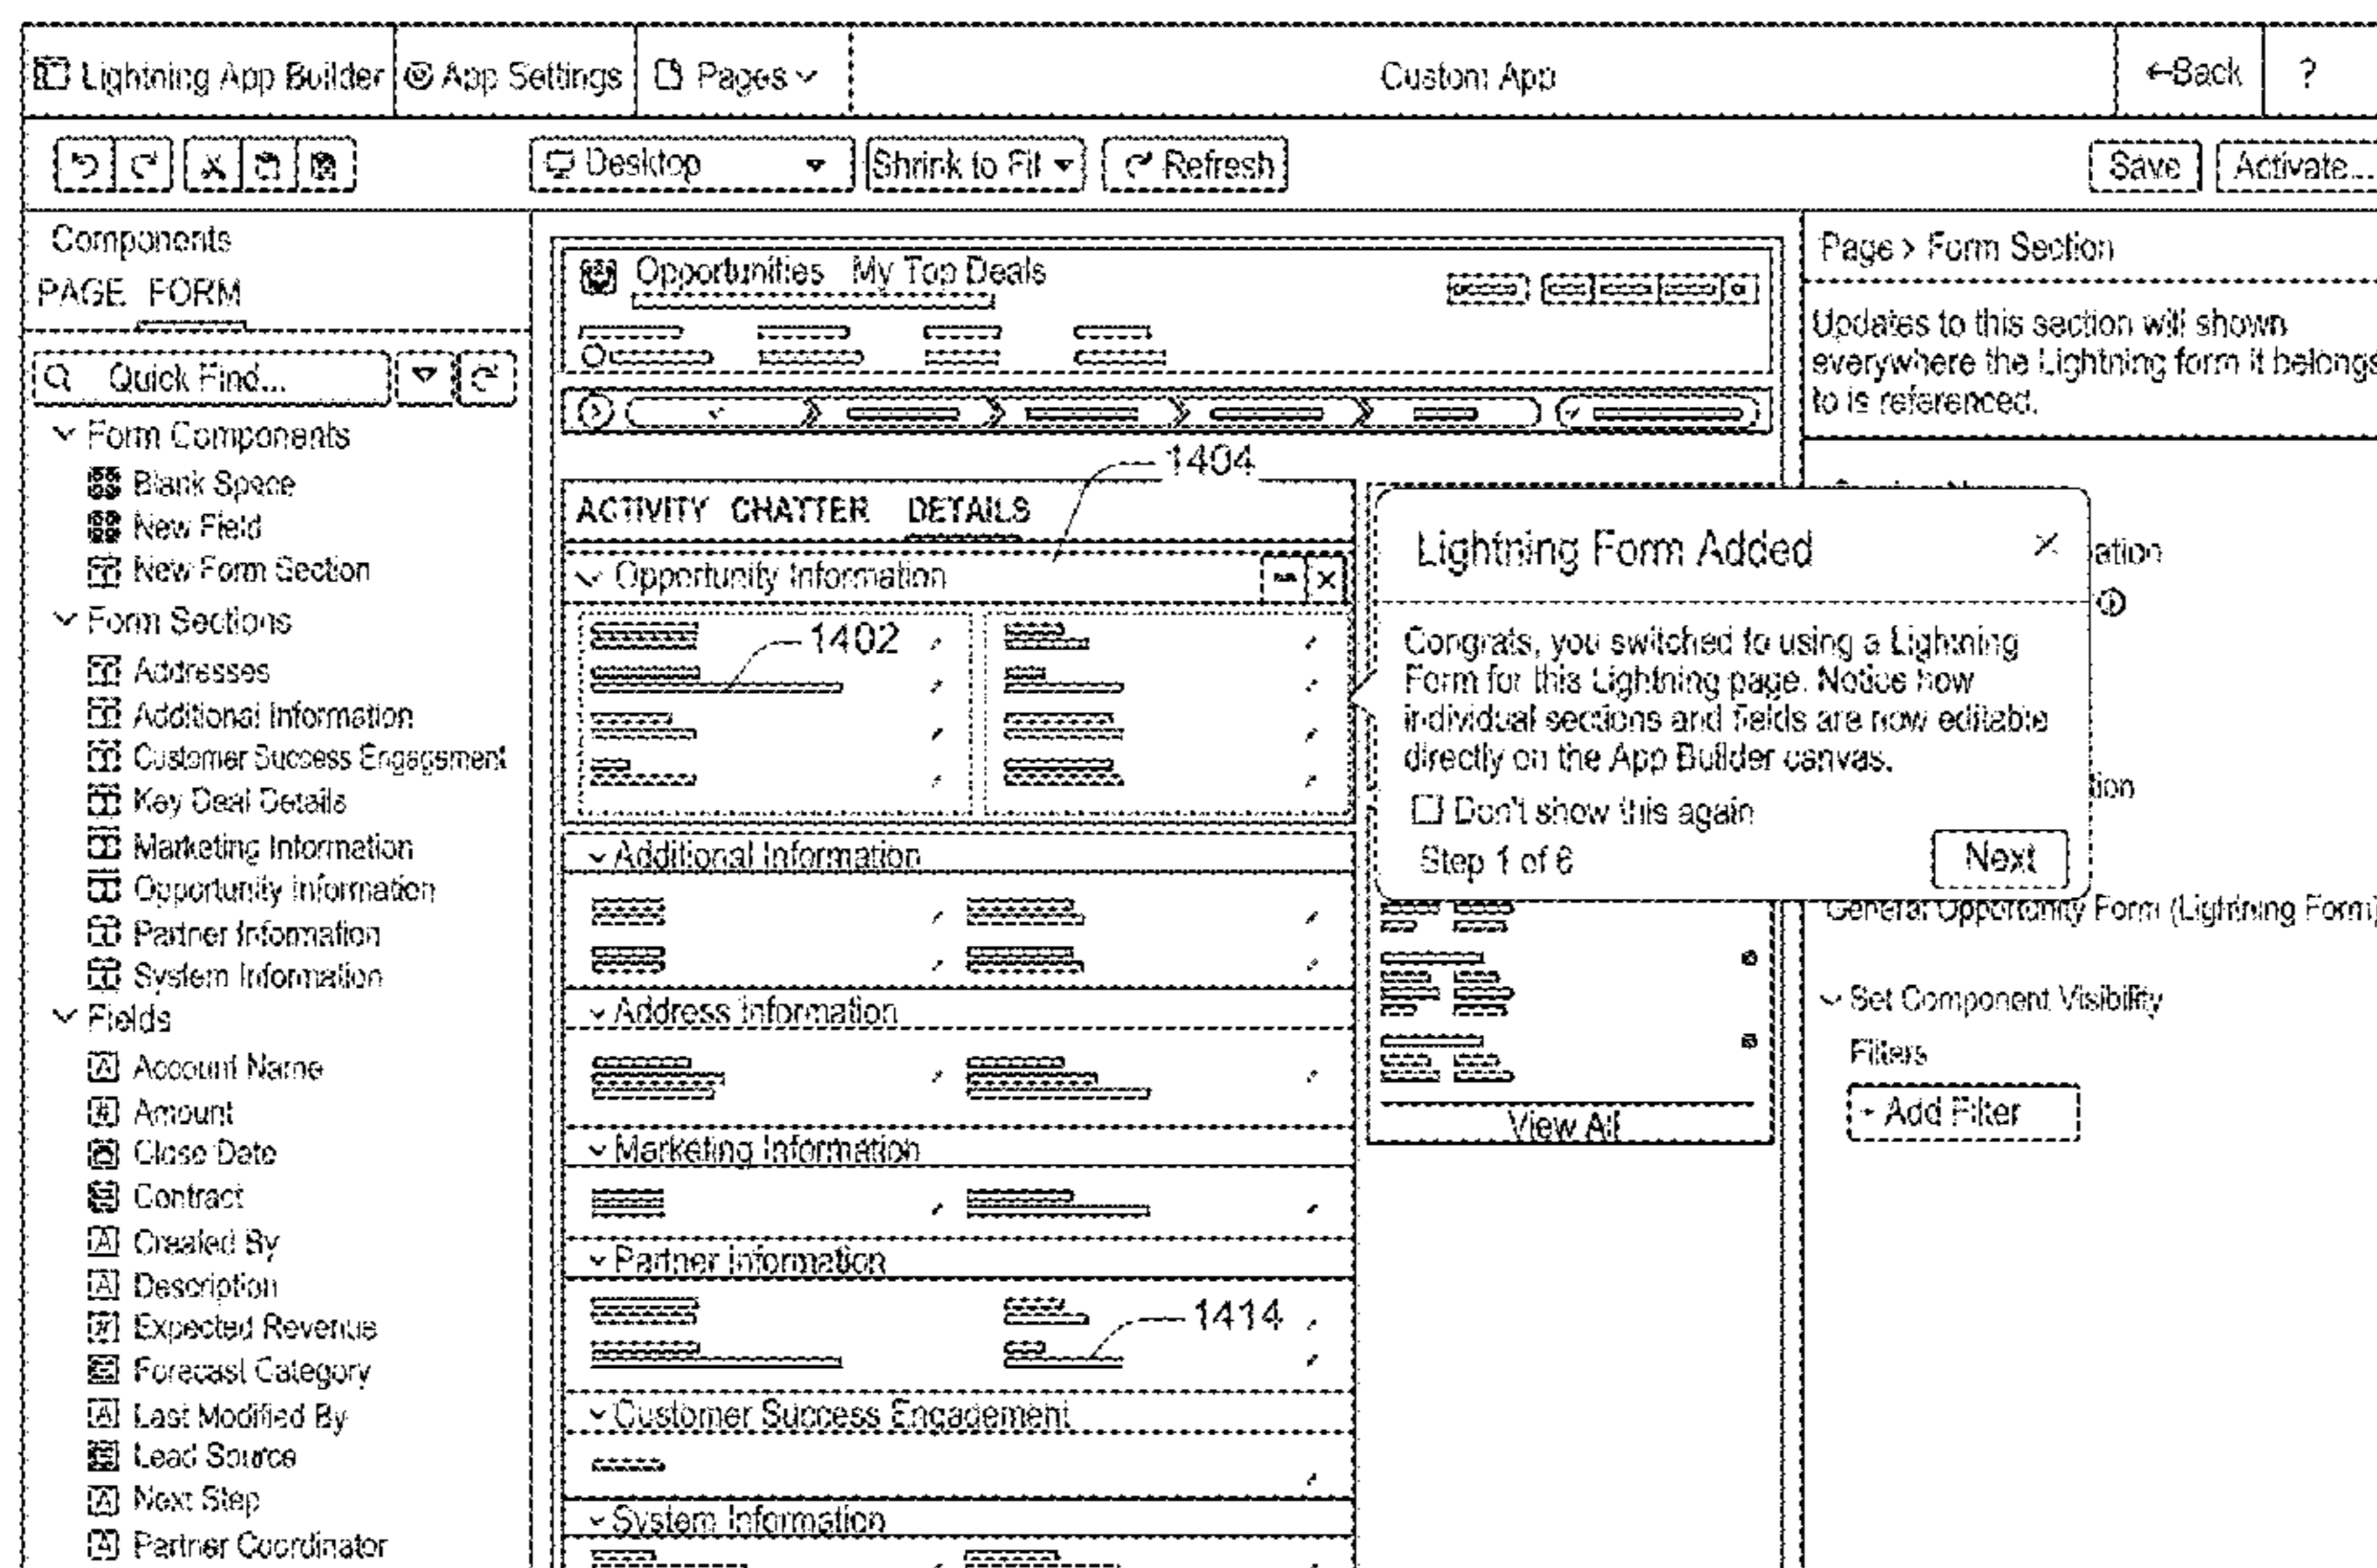 Lightning App Builder App Settings Pages Custom App ←Back ?
Desktop Shrink to Fit Refresh Save Activate...
Components
PAGE FORM
Quick Find...
Form Components
Blank Space
New Field
New Form Section
Form Sections
Addresses
Additional Information
Customer Success Engagement
Key Deal Details
Marketing Information
Opportunity Information
Partner Information
System Information
Fields
Account Name
Amount
Close Date
Contract
Created By
Description
Expected Revenue
Forecast Category
Last Modified By
Lead Source
Next Step
Partner Coordinator
Opportunities My Top Deals
1404
ACTIVITY CHATTER DETAILS
Opportunity Information
1402
Additional Information
Address Information
Marketing Information
Partner Information
1414
Customer Success Engagement
System Information
Lightning Form Added
Congrats, you switched to using a Lightning
Form for this Lightning page. Notice how
individual sections and fields are now editable
directly on the App Builder canvas.
Don't show this again
Step 1 of 6
Next
View All
Page > Form Section
Updates to this section will shown
everywhere the Lightning form it belongs
to is referenced.
ation
tion
General Opportunity Form (Lightning Form)
Set Component Visibility
Filters
+ Add Filter